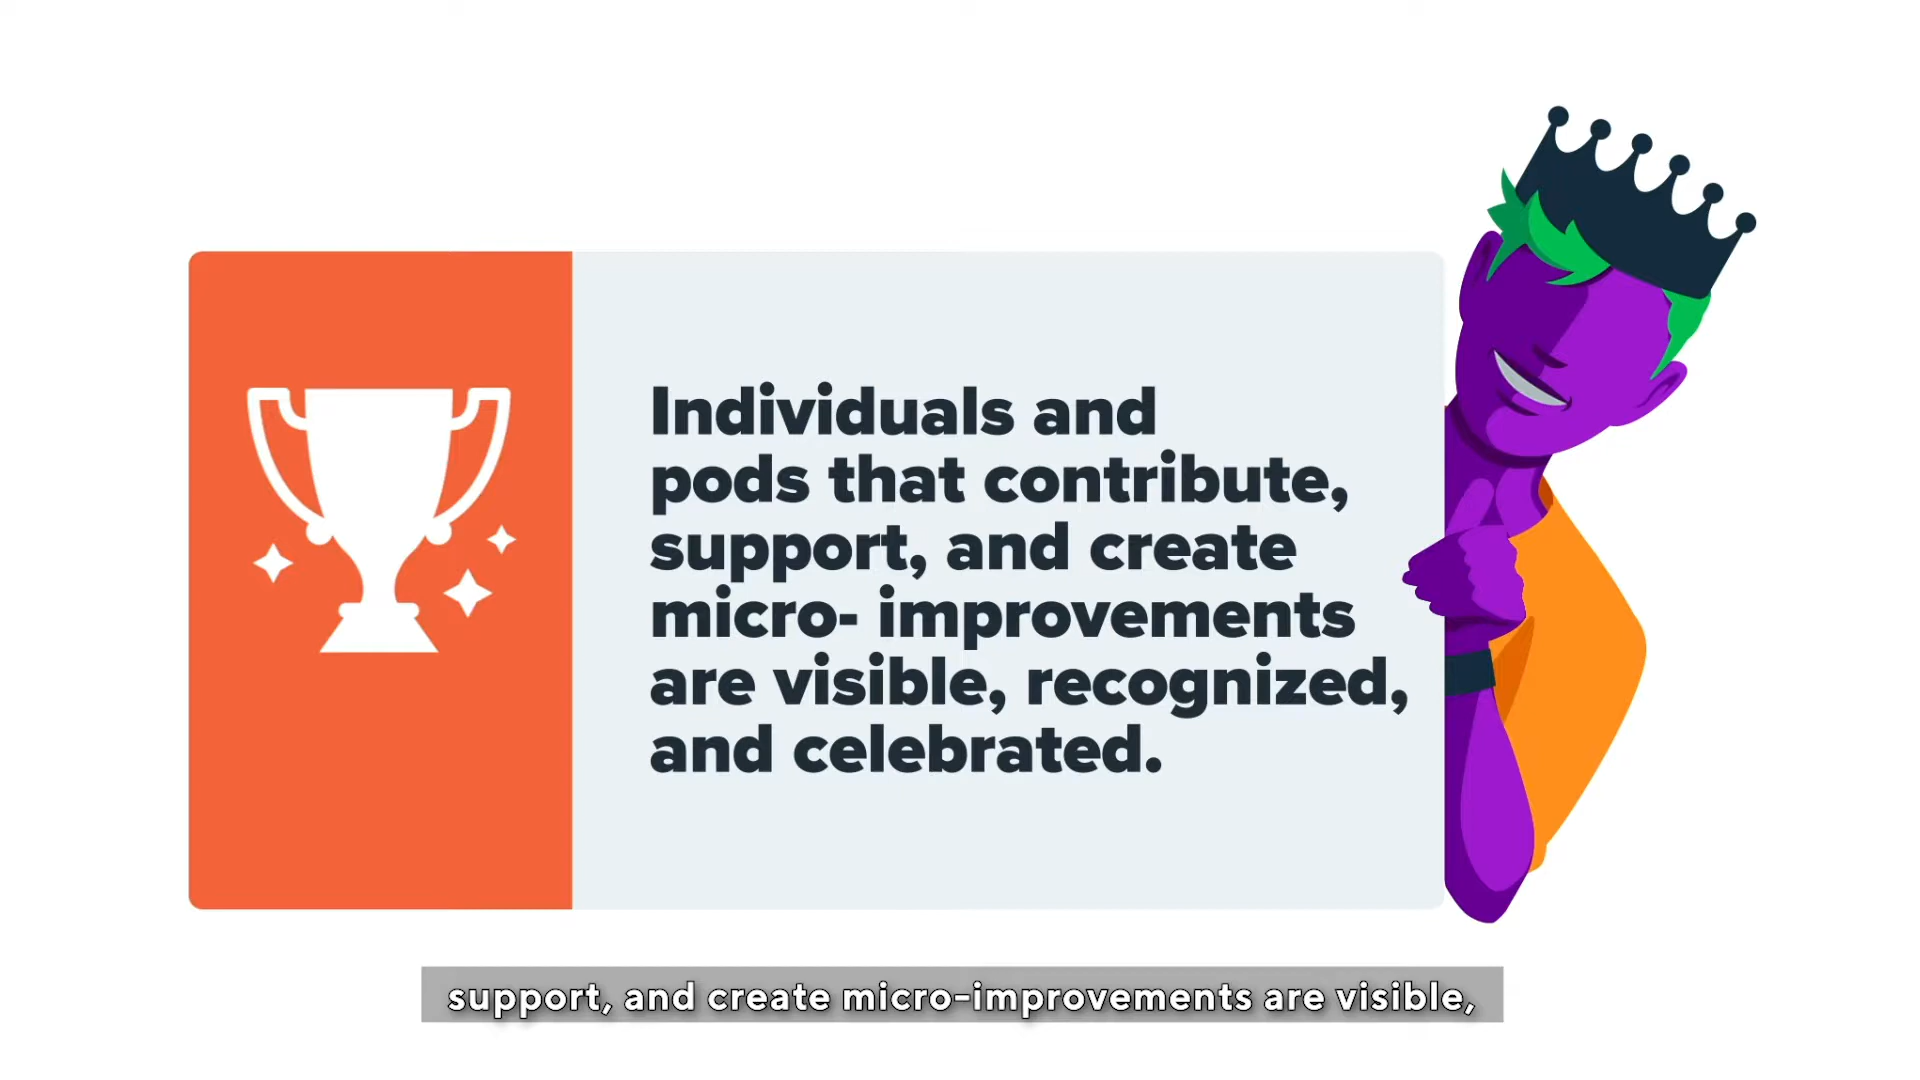 Individuals and
pods that contribute,
support, and create
micro- improvements
are visible, recognized,
and celebrated.
support, and create micro-improvements are visible,